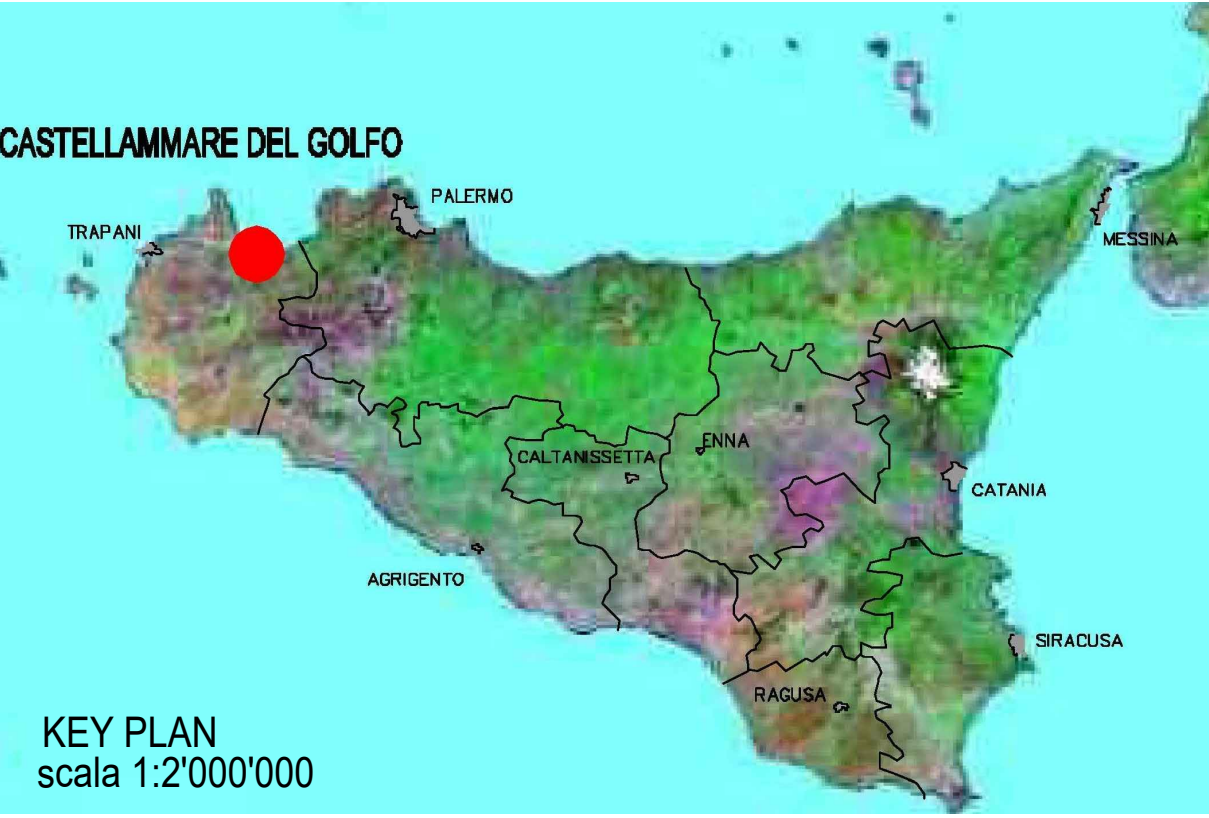 CASTELLAMMARE DEL GOLFO
PALERMO
TRAPANI
MESSINA
ENNA
CALTANISSETTA
CATANIA
AGRIGENTO
SIRACUSA
RAGUSA
KEY PLAN
scala 1:2'000'000